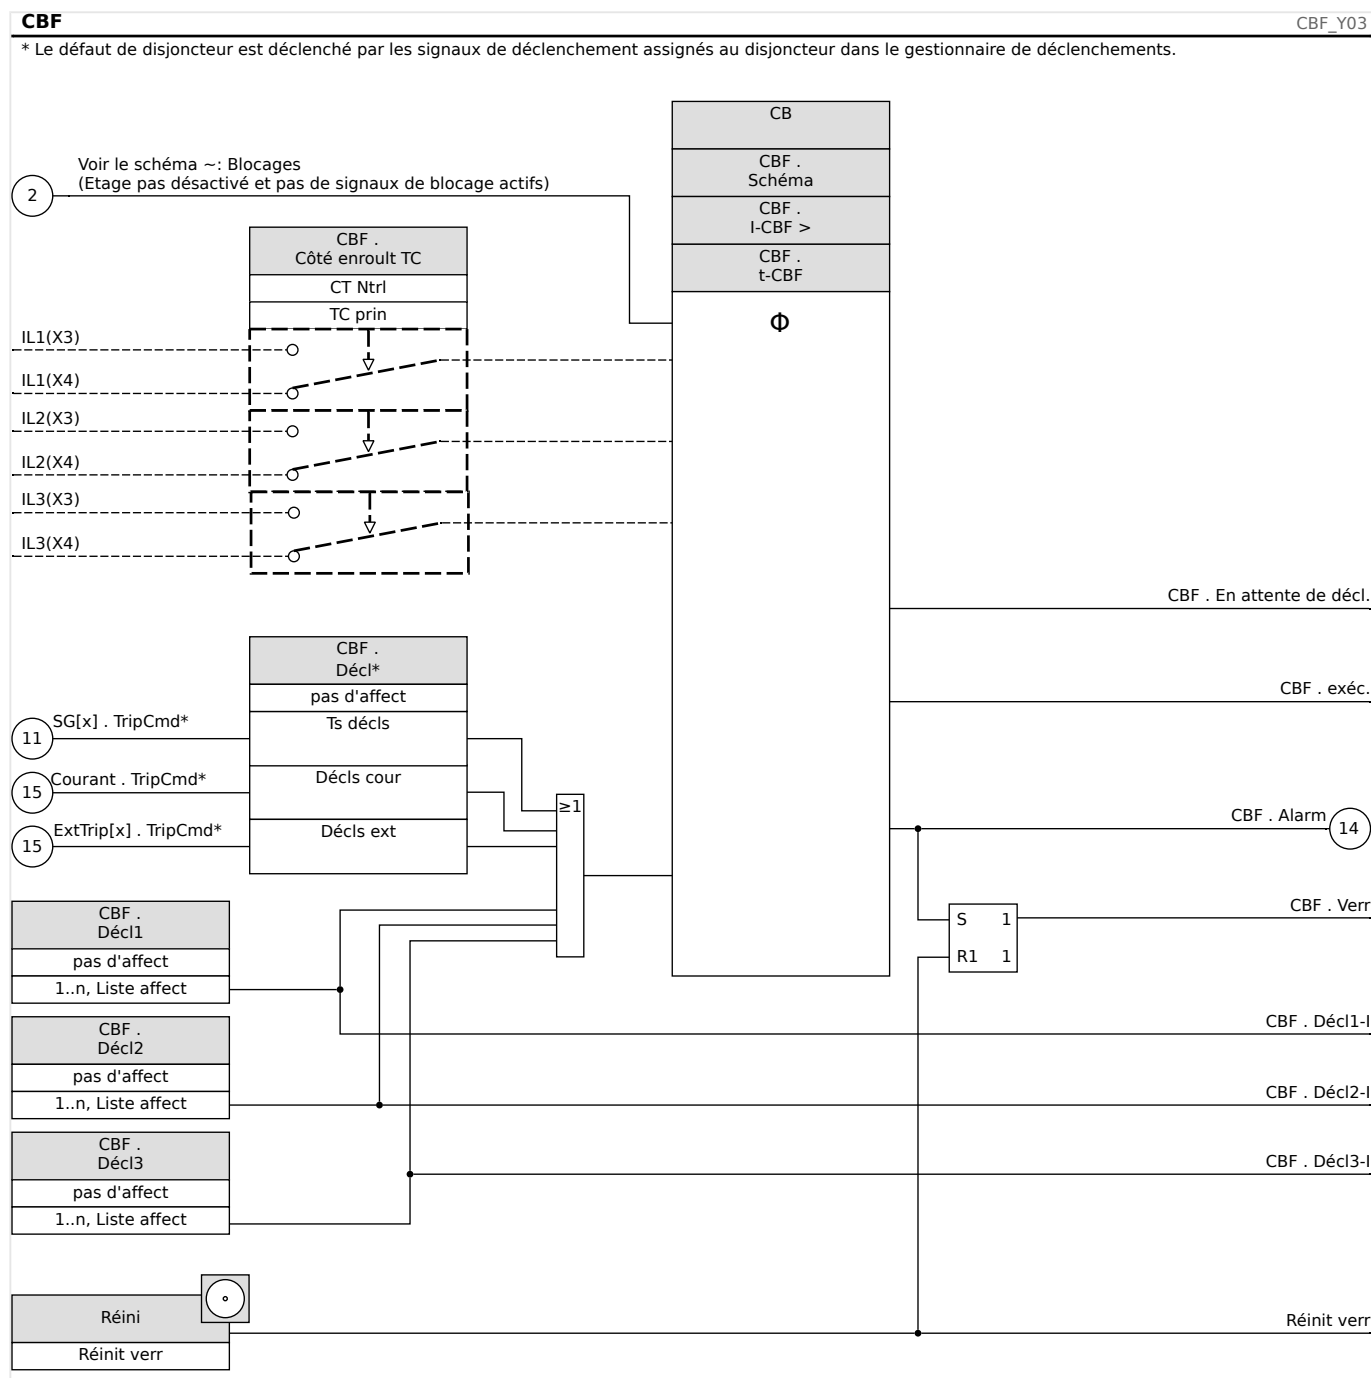 CBF
CBF_Y03
* Le défaut de disjoncteur est déclenché par les signaux de déclenchement assignés au disjoncteur dans le gestionnaire de déclenchements.
CB
CBF .
Schéma
CBF .
I-CBF >
CBF .
t-CBF
Φ
Voir le schéma ~: Blocages
(Etage pas désactivé et pas de signaux de blocage actifs)
2
CBF .
Côté enroult TC
CT Ntrl
TC prin
IL1(X3)
IL1(X4)
IL2(X3)
IL2(X4)
IL3(X3)
IL3(X4)
CBF . En attente de décl.
CBF . exéc.
CBF .
Décl*
pas d'affect
Ts décls
Décls cour
Décls ext
11
SG[x] . TripCmd*
15
Courant . TripCmd*
15
ExtTrip[x] . TripCmd*
≥1
CBF . Alarm
14
CBF . Verr
S 1
R1 1
CBF .
Décl1
pas d'affect
1..n, Liste affect
CBF . Décl1-I
CBF .
Décl2
pas d'affect
1..n, Liste affect
CBF . Décl2-I
CBF .
Décl3
pas d'affect
1..n, Liste affect
CBF . Décl3-I
Réini
Réinit verr
Réinit verr